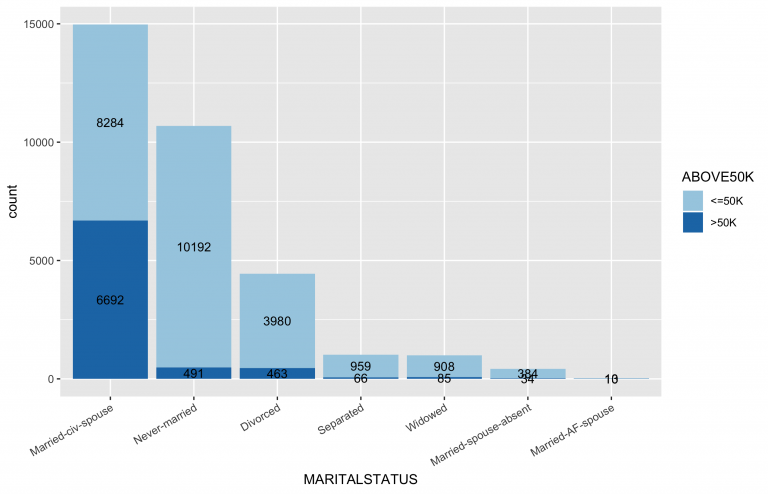 15000
10000
5000
0
count
8284
6692
10192
491
3980
463
959
66
908
85
384
34
Married-civ-spouse
Never-married
Divorced
Separated
Widowed
Married-spouse-absent
Married-AF-spouse
MARITALSTATUS
ABOVE50K
<=50K
>50K